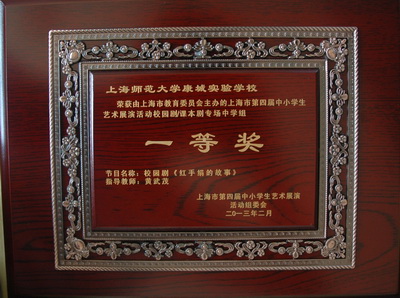 上海师范大学康城实验学校
荣获由上海市教育委员会主办的上海市第四届中小学生
艺术展演活动校园剧/课本剧专场中学组
一等奖
节目名称：校园剧《红手绢的故事》
指导教师：黄武茂
上海市第四届中小学生艺术展演
活动组委会
二〇一三年二月